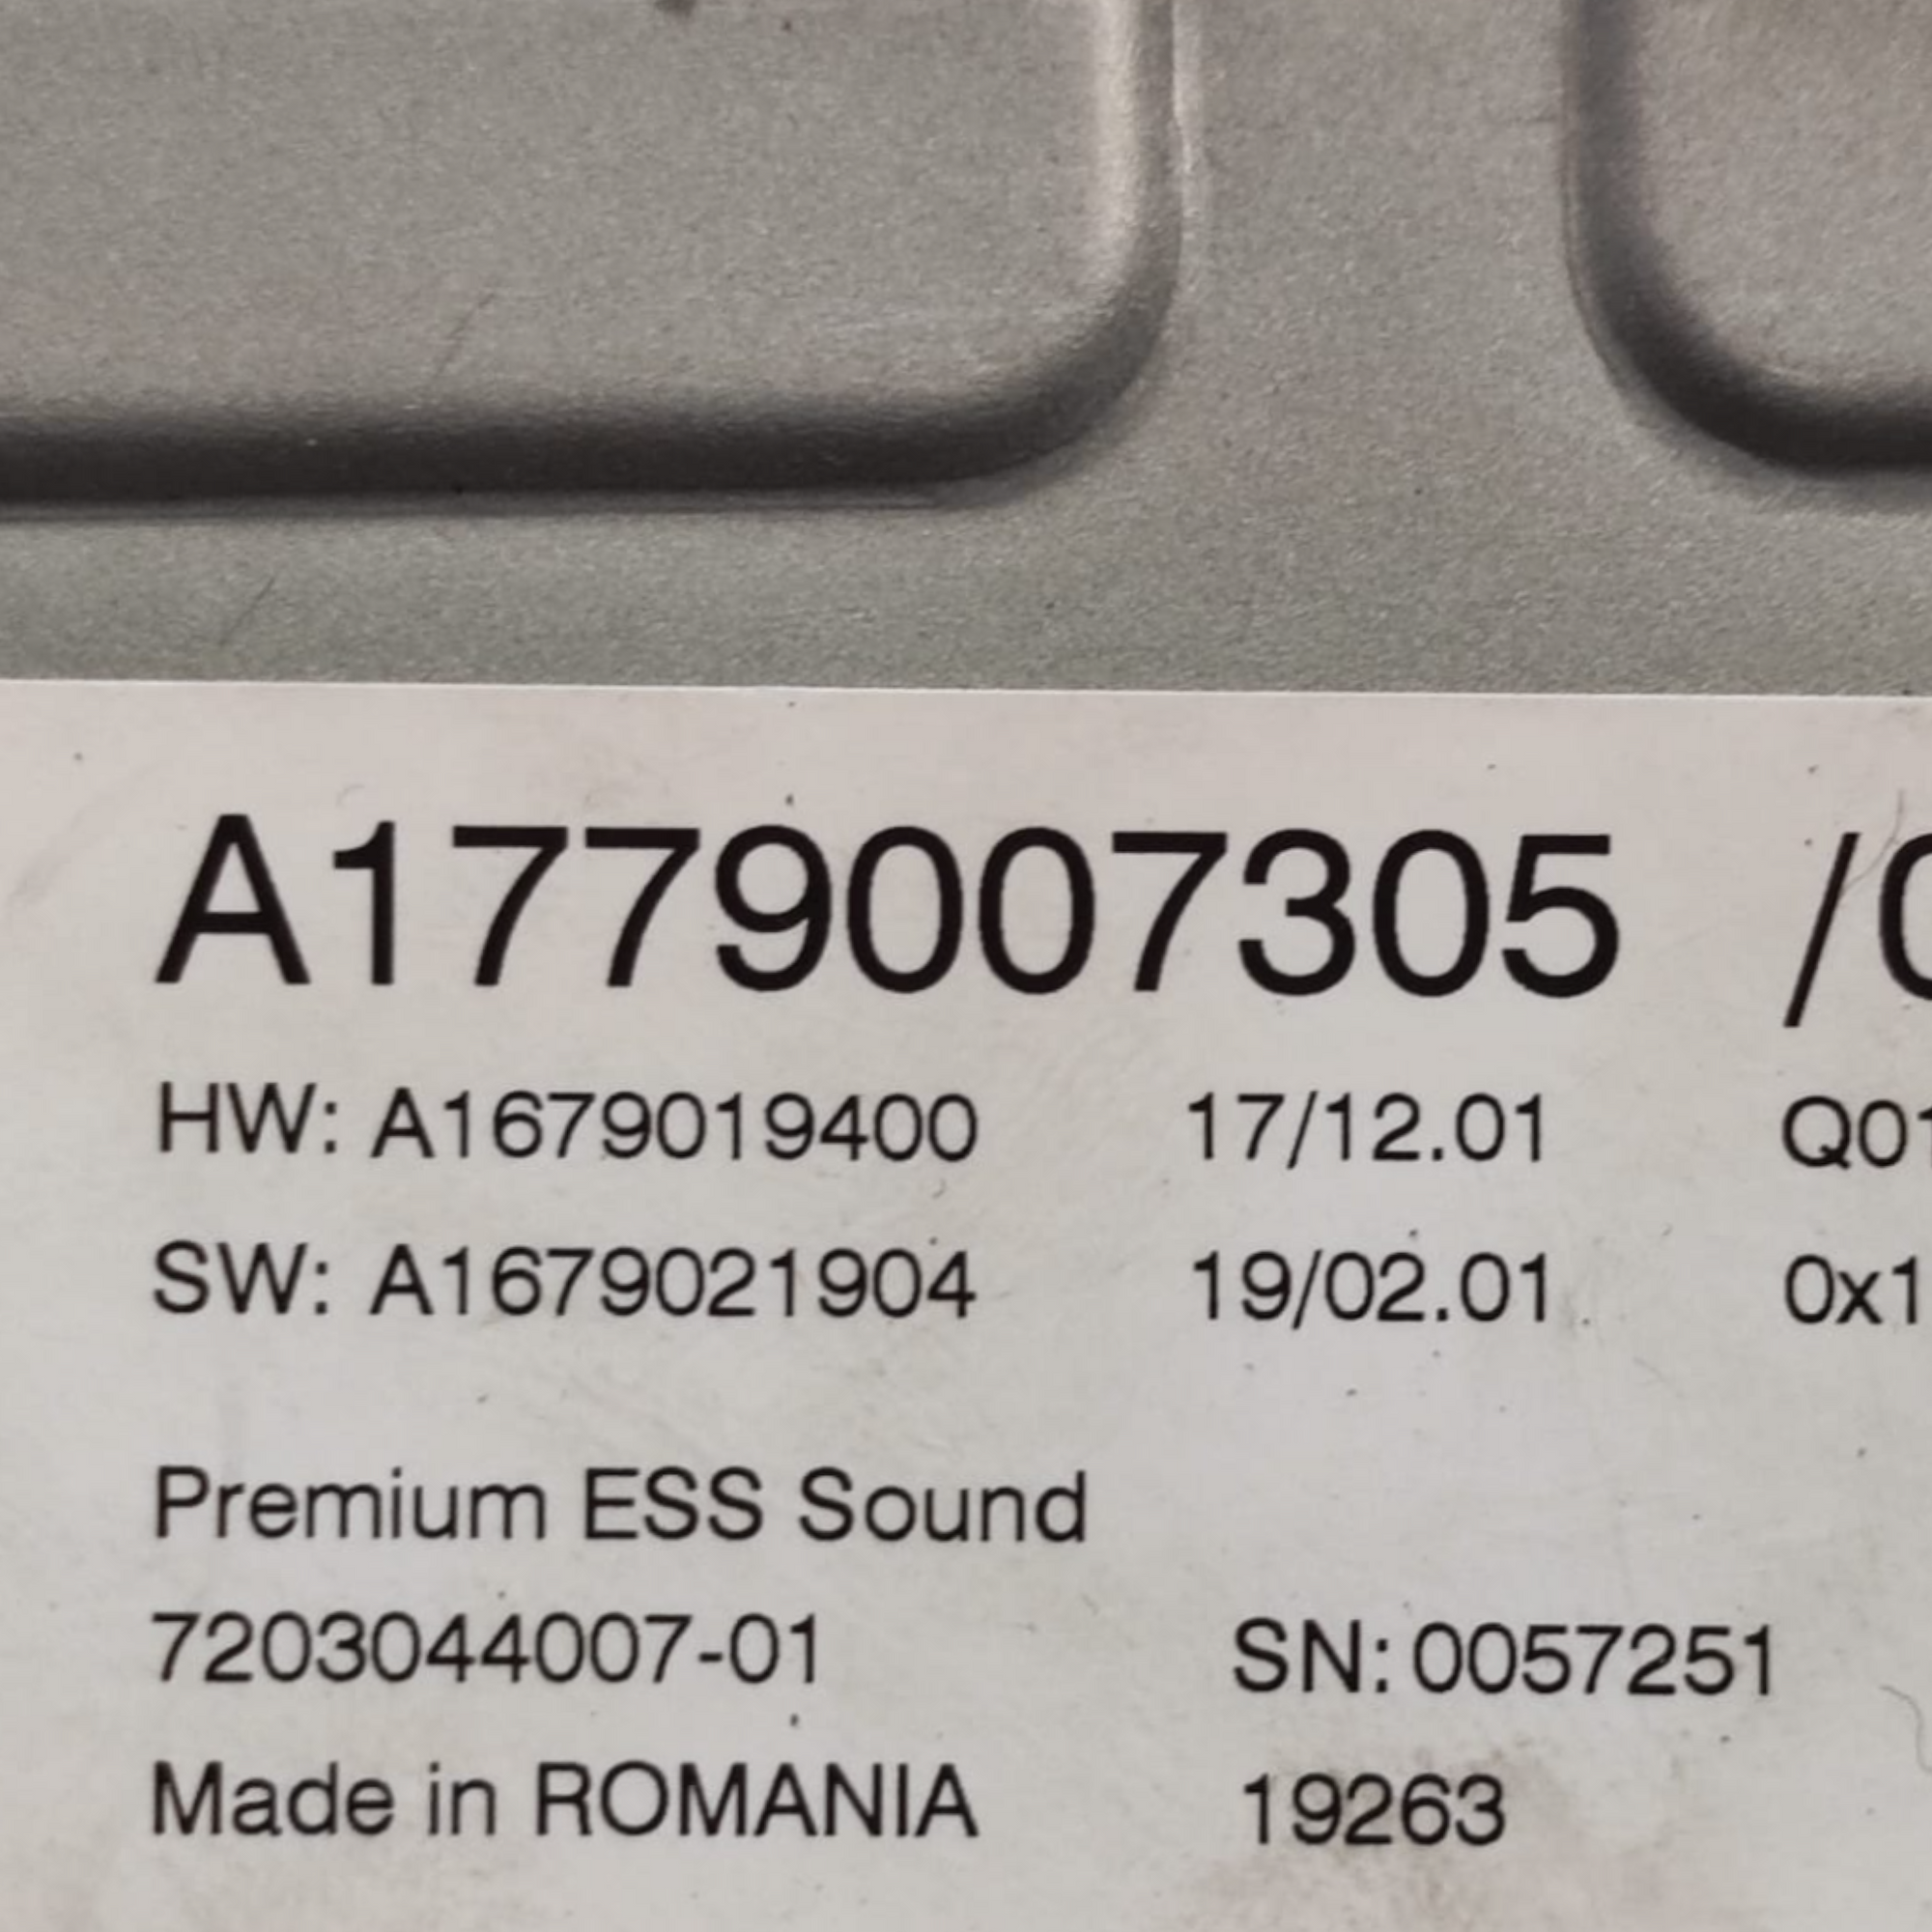 A1779007305 /0
HW: A1679019400 17/12.01 Q01
SW: A1679021904 19/02.01 0x1
Premium ESS Sound
7203044007-01 SN: 0057251
Made in ROMANIA 19263